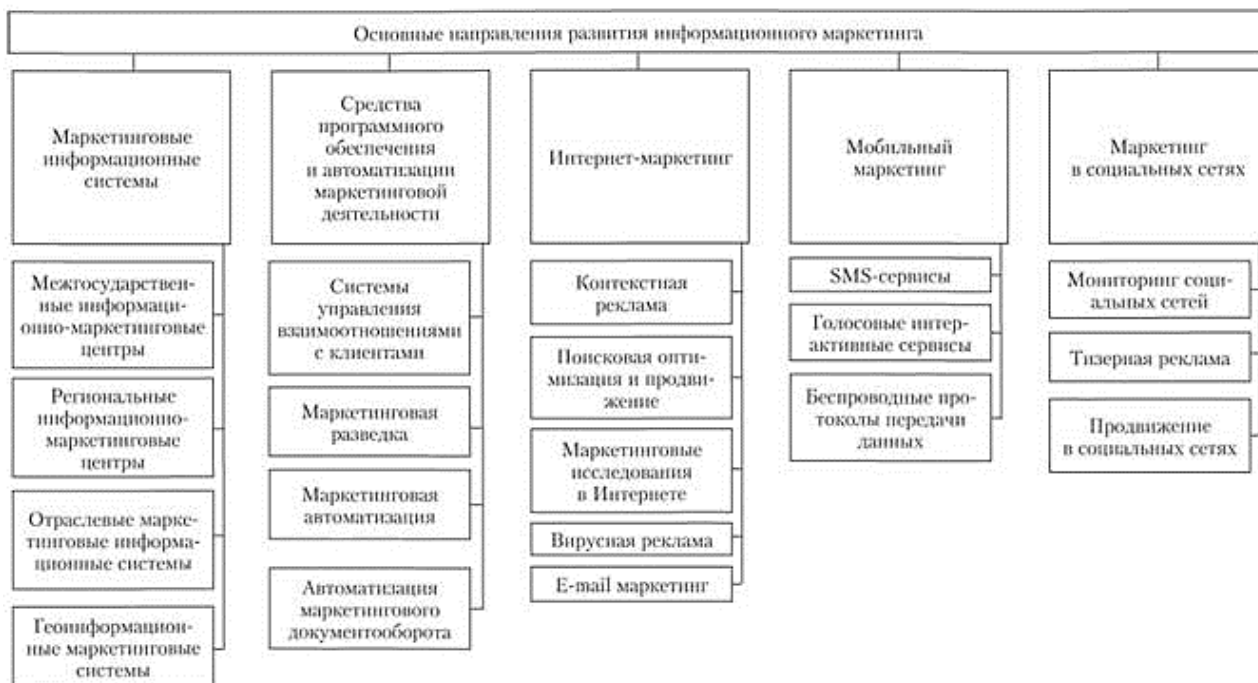 Основные направления развития информационного маркетинга
Маркетинговые
информационные
системы
Межгосударствен-
ные информаци-
онно-маркетинговые
центры
Региональные
информационно-
маркетинговые
центры
Отраслевые марке-
тинговые информа-
ционные системы
Геоинформацион-
ные маркетинговые
системы
Средства
программного
обеспечения
и автоматизации
маркетинговой
деятельности
Системы
управления
взаимоотношениями
с клиентами
Маркетинговая
разведка
Маркетинговая
автоматизация
Автоматизация
маркетингового
документооборота
Интернет-маркетинг
Контекстная
реклама
Поисковая опти-
мизация и продви-
жение
Маркетинговые
исследования
в Интернете
Вирусная реклама
E-mail маркетинг
Мобильный
маркетинг
SMS-сервисы
Голосовые интер-
активные сервисы
Беспроводные про-
токолы передачи
данных
Маркетинг
в социальных сетях
Мониторинг соци-
альных сетей
Тизерная реклама
Продвижение
в социальных сетях